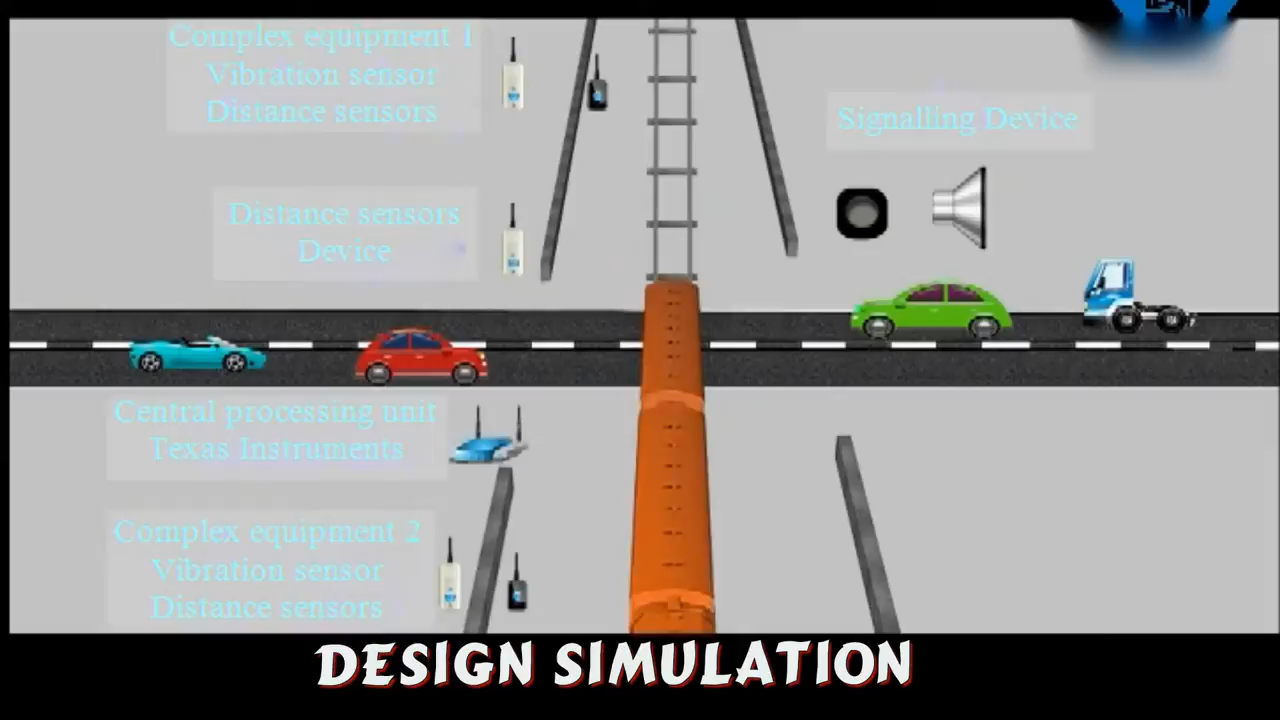 Complex equipment 1
Vibration sensor
Distance sensors
Signalling Device
Distance sensors
Device
Central processing unit
Texas Instruments
Complex equipment 2
Vibration sensor
Distance sensors
DESIGN SIMULATION